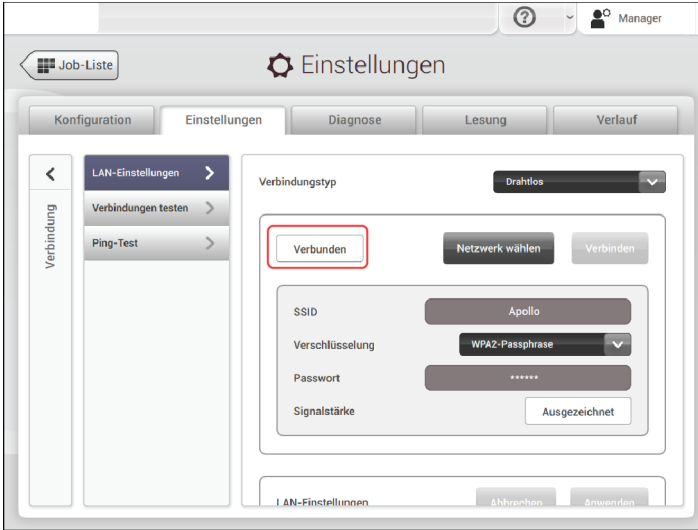 Manager
Job-Liste
Einstellungen
Konfiguration
Einstellungen
Diagnose
Lesung
Verlauf
Verbindung
LAN-Einstellungen
Verbindungen testen
Ping-Test
Verbindungstyp
Drahtlos
Verbunden
Netzwerk wählen
Verbinden
SSID
Apollo
Verschlüsselung
WPA2-Passphrase
Passwort
******
Signalstärke
Ausgezeichnet
LAN-Einstellungen
Abbrechen
Anwenden